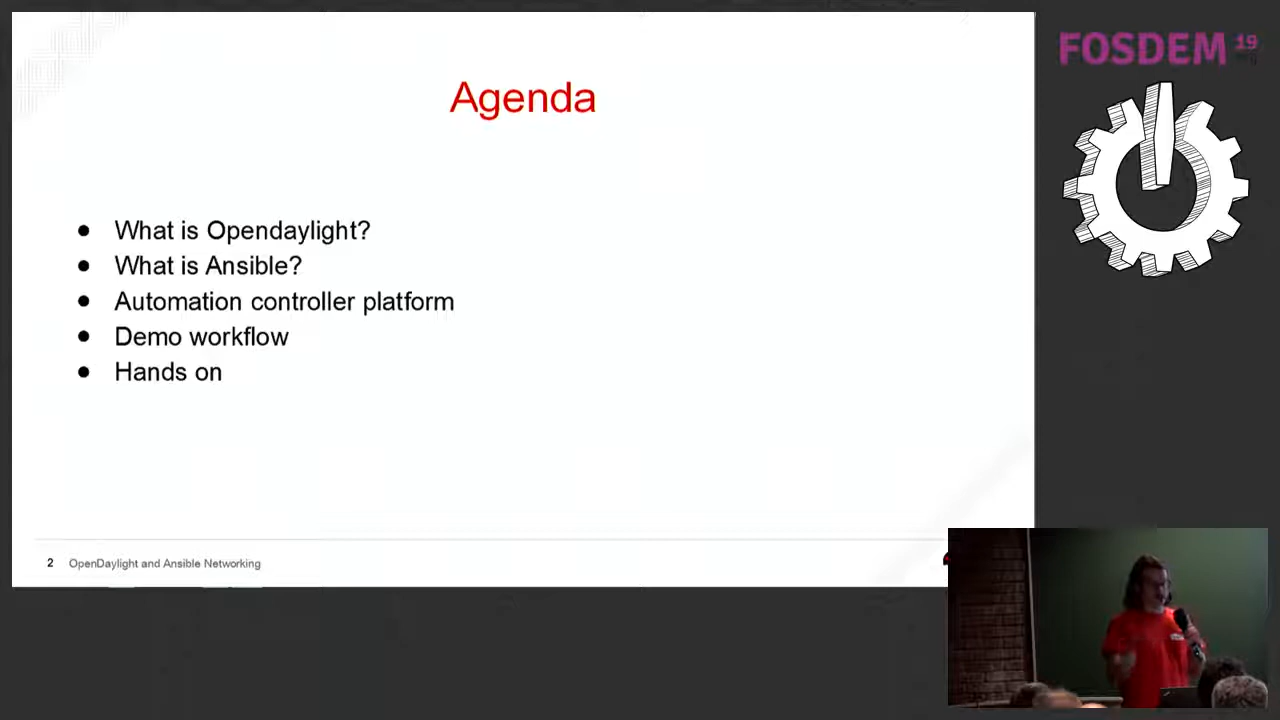 Agenda
● What is Opendaylight?
● What is Ansible?
● Automation controller platform
● Demo workflow
● Hands on
2 OpenDaylight and Ansible Networking
FOSDEM 19